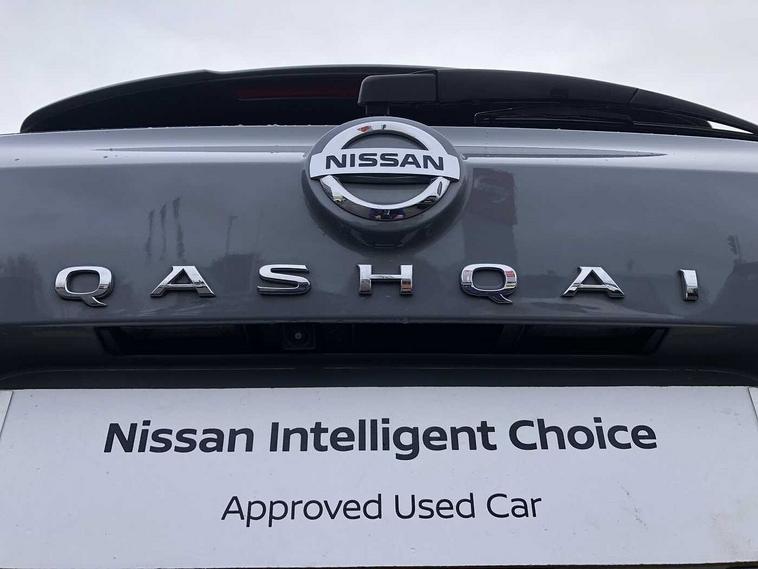 NISSAN
QASHQAI
Nissan Intelligent Choice
Approved Used Car